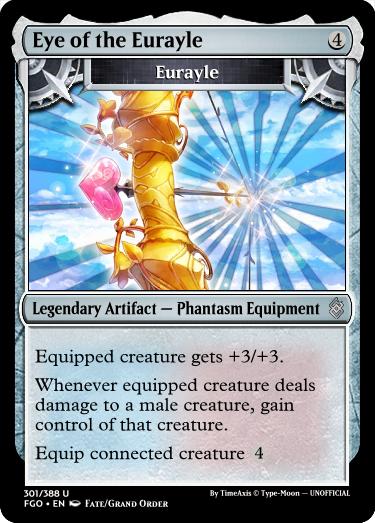 Eye of the Eurayle 4
Eurayle
Legendary Artifact — Phantasm Equipment
Equipped creature gets +3/+3.
Whenever equipped creature deals
damage to a male creature, gain
control of that creature.
Equip connected creature 4
301/388 U
FGO • EN Fate/Grand Order
By TimeAxis © Type-Moon — UNOFFICIAL